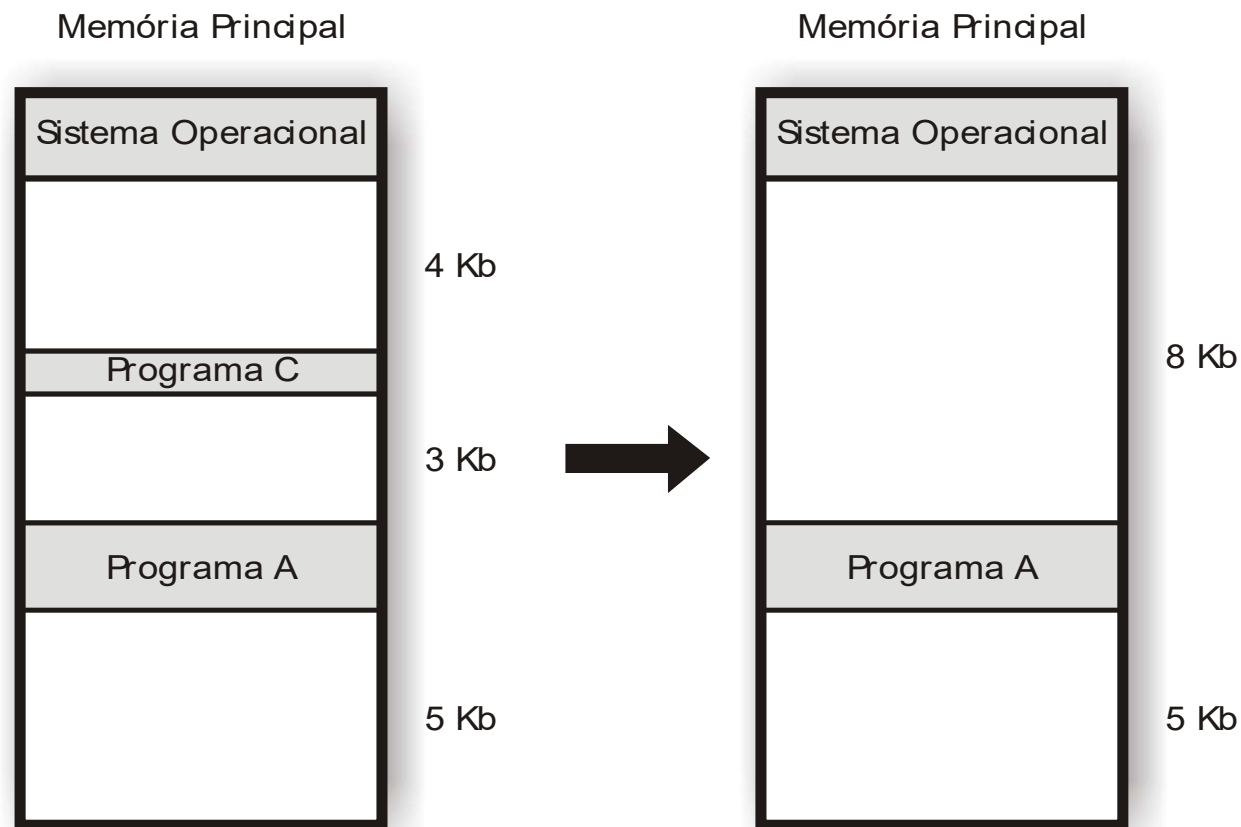 Memória Principal
Sistema Operacional
4 Kb
Programa C
3 Kb
Programa A
5 Kb
Memória Principal
Sistema Operacional
8 Kb
Programa A
5 Kb